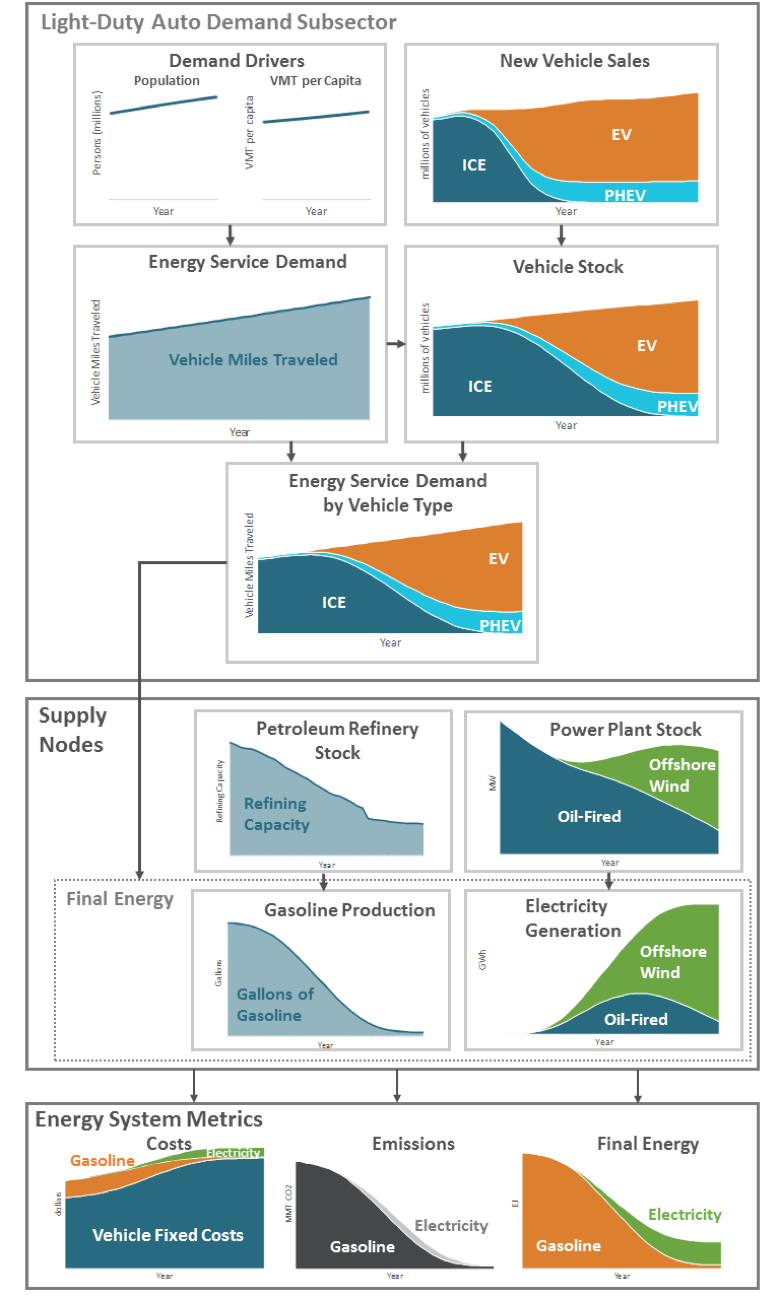 Light-Duty Auto Demand Subsector
Demand Drivers
Population
VMT per Capita
Persons (millions)
VMT per capita
Year
Year
New Vehicle Sales
millions of vehicles
ICE
EV
PHEV
Year
Energy Service Demand
Vehicle Miles Traveled
Vehicle Miles Traveled
Year
Vehicle Stock
millions of vehicles
ICE
EV
PHEV
Year
Energy Service Demand
by Vehicle Type
Vehicle Miles Traveled
ICE
EV
PHEV
Year
Supply
Nodes
Petroleum Refinery
Stock
Refining Capacity
Refining
Capacity
Year
Power Plant Stock
MW
Offshore
Wind
Oil-Fired
Year
Final Energy
Gasoline Production
Gallons
Gallons of
Gasoline
Year
Electricity
Generation
GWh
Offshore
Wind
Oil-Fired
Year
Energy System Metrics
Costs
Gasoline
Electricity
dollars
Vehicle Fixed Costs
Year
Emissions
MMT CO2
Electricity
Gasoline
Year
Final Energy
EJ
Electricity
Gasoline
Year